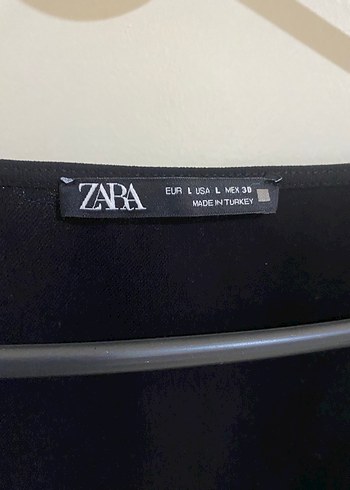 ZARA
EUR L USA L MEX 30
MADE IN TURKEY